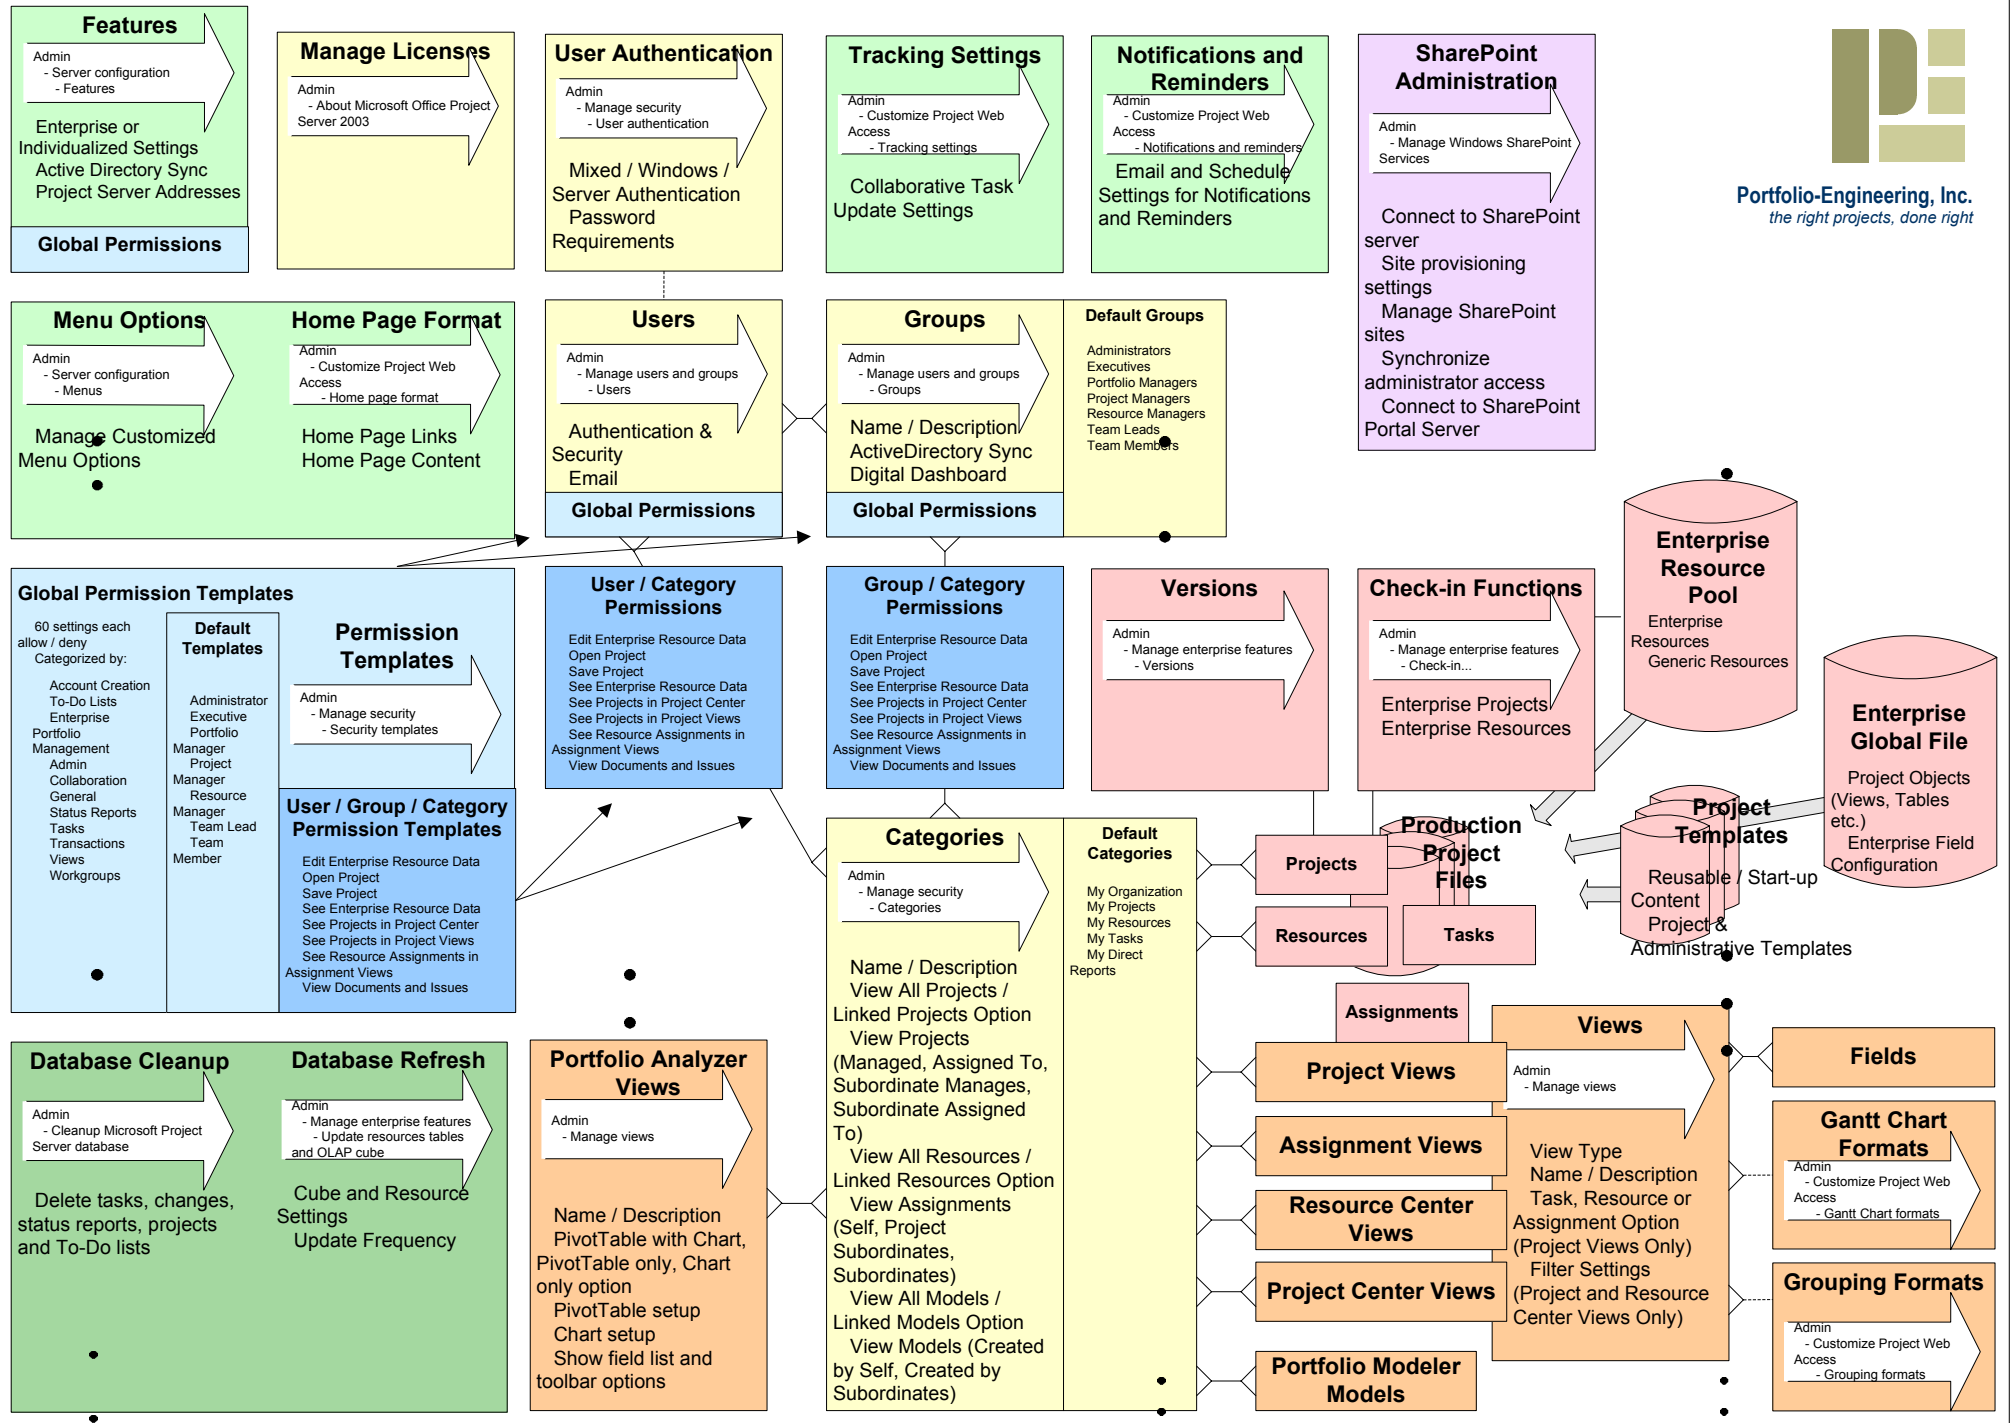 Features
Admin
- Server configuration
- Features
Enterprise or
Individualized Settings
Active Directory Sync
Project Server Addresses
Global Permissions
Manage Licenses
Admin
- About Microsoft Office Project
Server 2003
User Authentication
Admin
- Manage security
- User authentication
Mixed / Windows /
Server Authentication
Password
Requirements
Tracking Settings
Admin
- Customize Project Web
Access
- Tracking settings
Collaborative Task
Update Settings
Notifications and
Reminders
Admin
- Customize Project Web
Access
- Notifications and reminders
Email and Schedule
Settings for Notifications
and Reminders
SharePoint
Administration
Admin
- Manage Windows SharePoint
Services
Connect to SharePoint
server
Site provisioning
settings
Manage SharePoint
sites
Synchronize
administrator access
Connect to SharePoint
Portal Server
Portfolio-Engineering, Inc.
the right projects, done right
Menu Options
Admin
- Server configuration
- Menus
Manage Customized
Menu Options
Home Page Format
Admin
- Customize Project Web
Access
- Home page format
Home Page Links
Home Page Content
Users
Admin
- Manage users and groups
- Users
Authentication &
Security
Email
Global Permissions
Groups
Admin
- Manage users and groups
- Groups
Name / Description
ActiveDirectory Sync
Digital Dashboard
Global Permissions
Default Groups
Administrators
Executives
Portfolio Managers
Project Managers
Resource Managers
Team Leads
Team Members
Global Permission Templates
60 settings each
allow / deny
Categorized by:
Account Creation
To-Do Lists
Enterprise
Portfolio
Management
Admin
Collaboration
General
Status Reports
Tasks
Transactions
Views
Workgroups
Default
Templates
Administrator
Executive
Portfolio
Manager
Project
Manager
Resource
Manager
Team Lead
Team
Member
Permission
Templates
Admin
- Manage security
- Security templates
User / Group / Category
Permission Templates
Edit Enterprise Resource Data
Open Project
Save Project
See Enterprise Resource Data
See Projects in Project Center
See Projects in Project Views
See Resource Assignments in
Assignment Views
View Documents and Issues
User / Category
Permissions
Edit Enterprise Resource Data
Open Project
Save Project
See Enterprise Resource Data
See Projects in Project Center
See Projects in Project Views
See Resource Assignments in
Assignment Views
View Documents and Issues
Group / Category
Permissions
Edit Enterprise Resource Data
Open Project
Save Project
See Enterprise Resource Data
See Projects in Project Center
See Projects in Project Views
See Resource Assignments in
Assignment Views
View Documents and Issues
Versions
Admin
- Manage enterprise features
- Versions
Check-in Functions
Admin
- Manage enterprise features
- Check-in...
Enterprise Projects
Enterprise Resources
Enterprise
Resource
Pool
Enterprise
Resources
Generic Resources
Enterprise
Global File
Project Objects
(Views, Tables
etc.)
Enterprise Field
Configuration
Project
Templates
Reusable / Start-up
Content
Project &
Administrative Templates
Production
Project
Files
Projects
Resources
Tasks
Assignments
Categories
Admin
- Manage security
- Categories
Name / Description
View All Projects /
Linked Projects Option
View Projects
(Managed, Assigned To,
Subordinate Manages,
Subordinate Assigned
To)
View All Resources /
Linked Resources Option
View Assignments
(Self, Project
Subordinates,
Subordinates)
View All Models /
Linked Models Option
View Models (Created
by Self, Created by
Subordinates)
Default
Categories
My Organization
My Projects
My Resources
My Tasks
My Direct
Reports
Database Cleanup
Admin
- Cleanup Microsoft Project
Server database
Delete tasks, changes,
status reports, projects
and To-Do lists
Database Refresh
Admin
- Manage enterprise features
- Update resources tables
and OLAP cube
Cube and Resource
Settings
Update Frequency
Portfolio Analyzer
Views
Admin
- Manage views
Name / Description
PivotTable with Chart,
PivotTable only, Chart
only option
PivotTable setup
Chart setup
Show field list and
toolbar options
Project Views
Assignment Views
Resource Center
Views
Project Center Views
Portfolio Modeler
Models
Views
Admin
- Manage views
View Type
Name / Description
Task, Resource or
Assignment Option
(Project Views Only)
Filter Settings
(Project and Resource
Center Views Only)
Fields
Gantt Chart
Formats
Admin
- Customize Project Web
Access
- Gantt Chart formats
Grouping Formats
Admin
- Customize Project Web
Access
- Grouping formats